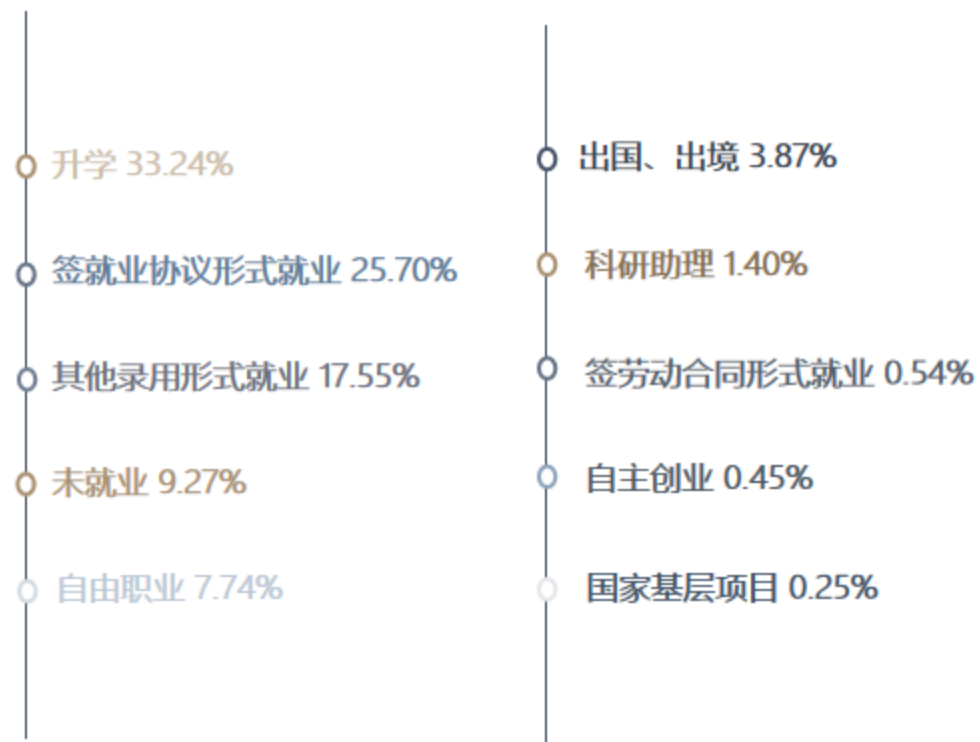 升学 33.24%
签就业协议形式就业 25.70%
其他录用形式就业 17.55%
未就业 9.27%
自由职业 7.74%
出国、出境 3.87%
科研助理 1.40%
签劳动合同形式就业 0.54%
自主创业 0.45%
国家基层项目 0.25%